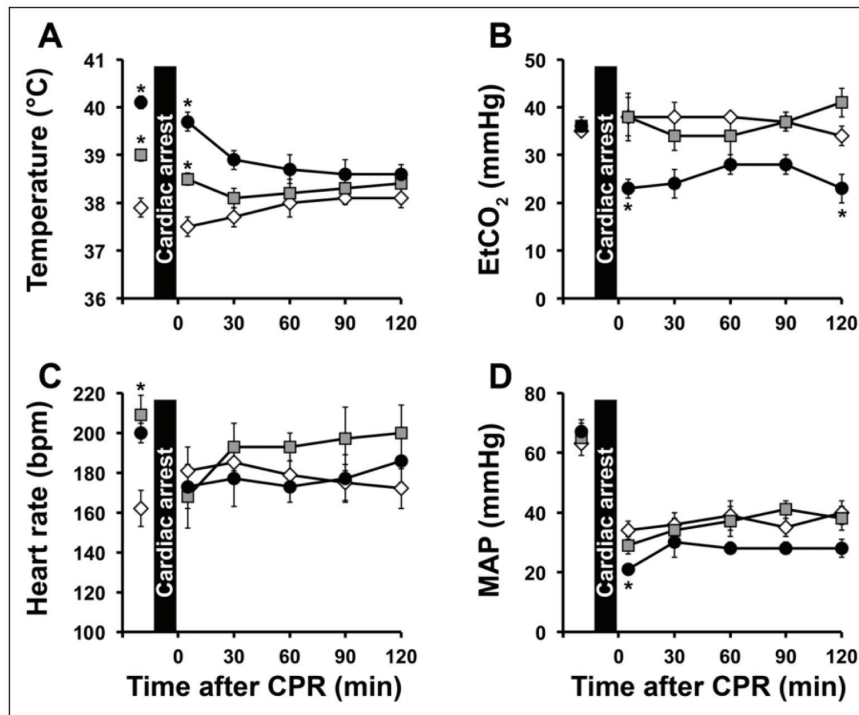 A
Temperature (°C)
41
40
39
38
37
36
*
*
*
*
Cardiac arrest
0 30 60 90 120
B
EtCO₂ (mmHg)
50
40
30
20
10
0
*
*
Cardiac arrest
0 30 60 90 120
C
Heart rate (bpm)
220
200
180
160
140
120
100
*
Cardiac arrest
0 30 60 90 120
Time after CPR (min)
D
MAP (mmHg)
80
60
40
20
0
*
Cardiac arrest
0 30 60 90 120
Time after CPR (min)